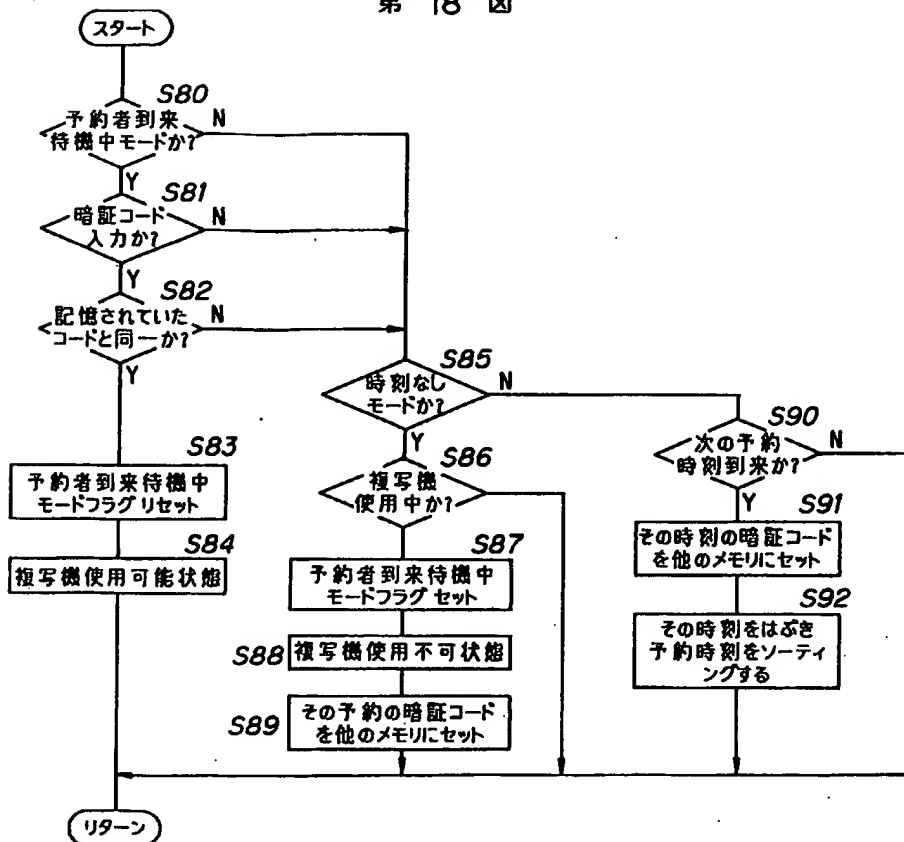 第 18 図
スタート
S80
予約者到来
待機中モードか?
N
Y
S81
暗証コード
入力か?
N
Y
S82
記憶されていた
コードと同一か?
N
Y
S83
予約者到来待機中
モードフラグリセット
S84
複写機使用可能状態
S85
時刻なし
モードか?
N
Y
S86
複写機
使用中か?
S87
予約者到来待機中
モードフラグセット
S88
複写機使用不可状態
S89
その予約の暗証コード
を他のメモリにセット
S90
次の予約
時刻到来か?
N
Y
S91
その時刻の暗証コード
を他のメモリにセット
S92
その時刻をはぶき
予約時刻をソーティ
ングする
リターン